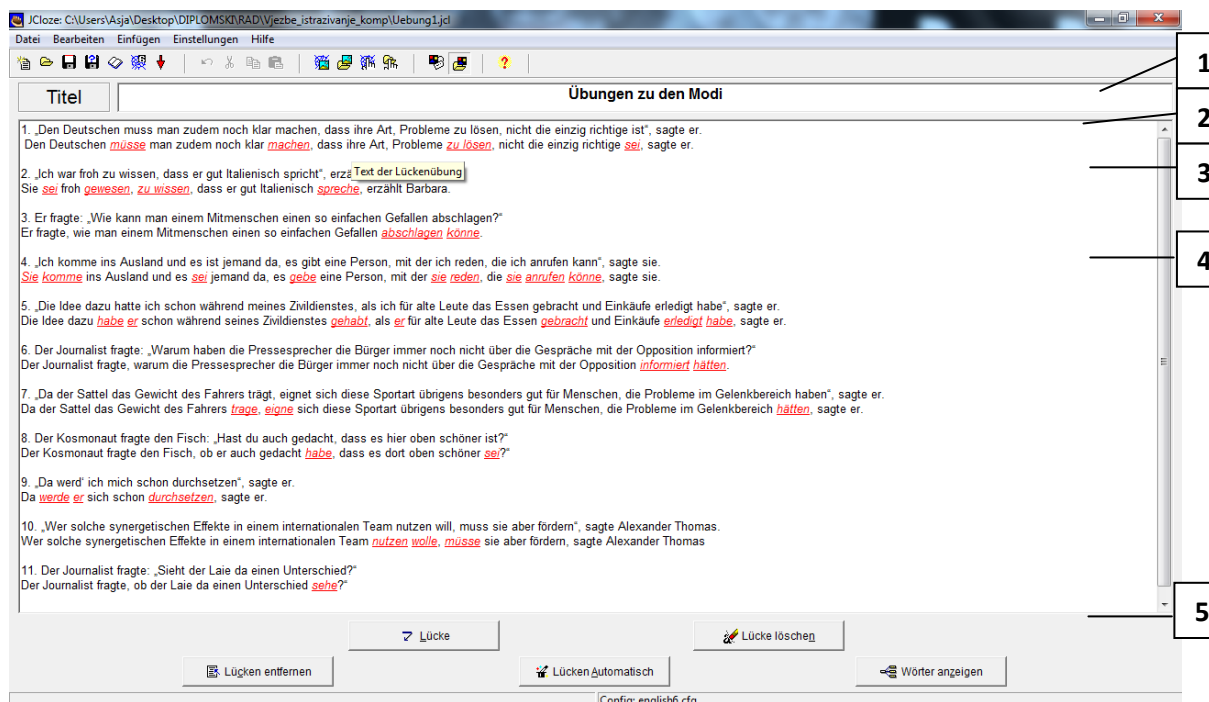 JCloze: C:\Users\Asja\Desktop\DIPLOMSKI\RAD\Vjezbe_istrazivanje_komp\Uebung1.jcl
Datei Bearbeiten Einfügen Einstellungen Hilfe
1
Titel Übungen zu den Modi
2
1. „Den Deutschen muss man zudem noch klar machen, dass ihre Art, Probleme zu lösen, nicht die einzig richtige ist“, sagte er.
Den Deutschen müsse man zudem noch klar machen, dass ihre Art, Probleme zu lösen, nicht die einzig richtige sei, sagte er.
3
2. „Ich war froh zu wissen, dass er gut Italienisch spricht“, erzä Text der Lückenübung
Sie sei froh gewesen, zu wissen, dass er gut Italienisch spreche, erzählt Barbara.
3. Er fragte: „Wie kann man einem Mitmenschen einen so einfachen Gefallen abschlagen?“
Er fragte, wie man einem Mitmenschen einen so einfachen Gefallen abschlagen könne.
4
4. „Ich komme ins Ausland und es ist jemand da, es gibt eine Person, mit der ich reden, die ich anrufen kann“, sagte sie.
Sie komme ins Ausland und es sei jemand da, es gebe eine Person, mit der sie reden, die sie anrufen könne, sagte sie.
5. „Die Idee dazu hatte ich schon während meines Zivildienstes, als ich für alte Leute das Essen gebracht und Einkäufe erledigt habe“, sagte er.
Die Idee dazu habe er schon während seines Zivildienstes gehabt, als er für alte Leute das Essen gebracht und Einkäufe erledigt habe, sagte er.
6. Der Journalist fragte: „Warum haben die Pressesprecher die Bürger immer noch nicht über die Gespräche mit der Opposition informiert?“
Der Journalist fragte, warum die Pressesprecher die Bürger immer noch nicht über die Gespräche mit der Opposition informiert hätten.
7. „Da der Sattel das Gewicht des Fahrers trägt, eignet sich diese Sportart übrigens besonders gut für Menschen, die Probleme im Gelenkbereich haben“, sagte er.
Da der Sattel das Gewicht des Fahrers trage, eigne sich diese Sportart übrigens besonders gut für Menschen, die Probleme im Gelenkbereich hätten, sagte er.
8. Der Kosmonaut fragte den Fisch: „Hast du auch gedacht, dass es hier oben schöner ist?“
Der Kosmonaut fragte den Fisch, ob er auch gedacht habe, dass es dort oben schöner sei?“
9. „Da werd‘ ich mich schon durchsetzen“, sagte er.
Da werde er sich schon durchsetzen, sagte er.
10. „Wer solche synergetischen Effekte in einem internationalen Team nutzen will, muss sie aber fördern“, sagte Alexander Thomas.
Wer solche synergetischen Effekte in einem internationalen Team nutzen wolle, müsse sie aber fördern, sagte Alexander Thomas
11. Der Journalist fragte: „Sieht der Laie da einen Unterschied?“
Der Journalist fragte, ob der Laie da einen Unterschied sehe?“
5
Lücke Lücke löschen
Lücken entfernen Lücken Automatisch Wörter anzeigen
Config: english6.cfg